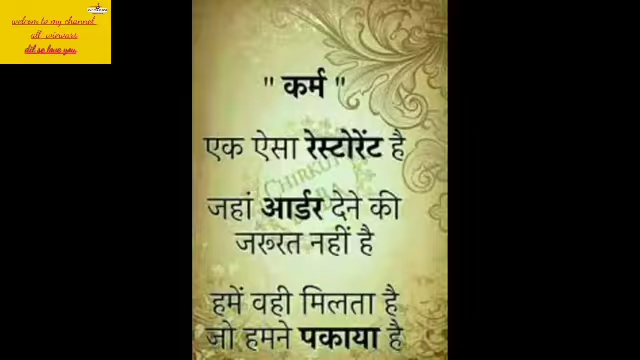 welcom to my channel
all wiewars
dil se love you
" कर्म "
एक ऐसा रेस्टोरेंट है
जहां आर्डर देने की
जरूरत नहीं है
हमें वही मिलता है
जो हमने पकाया है